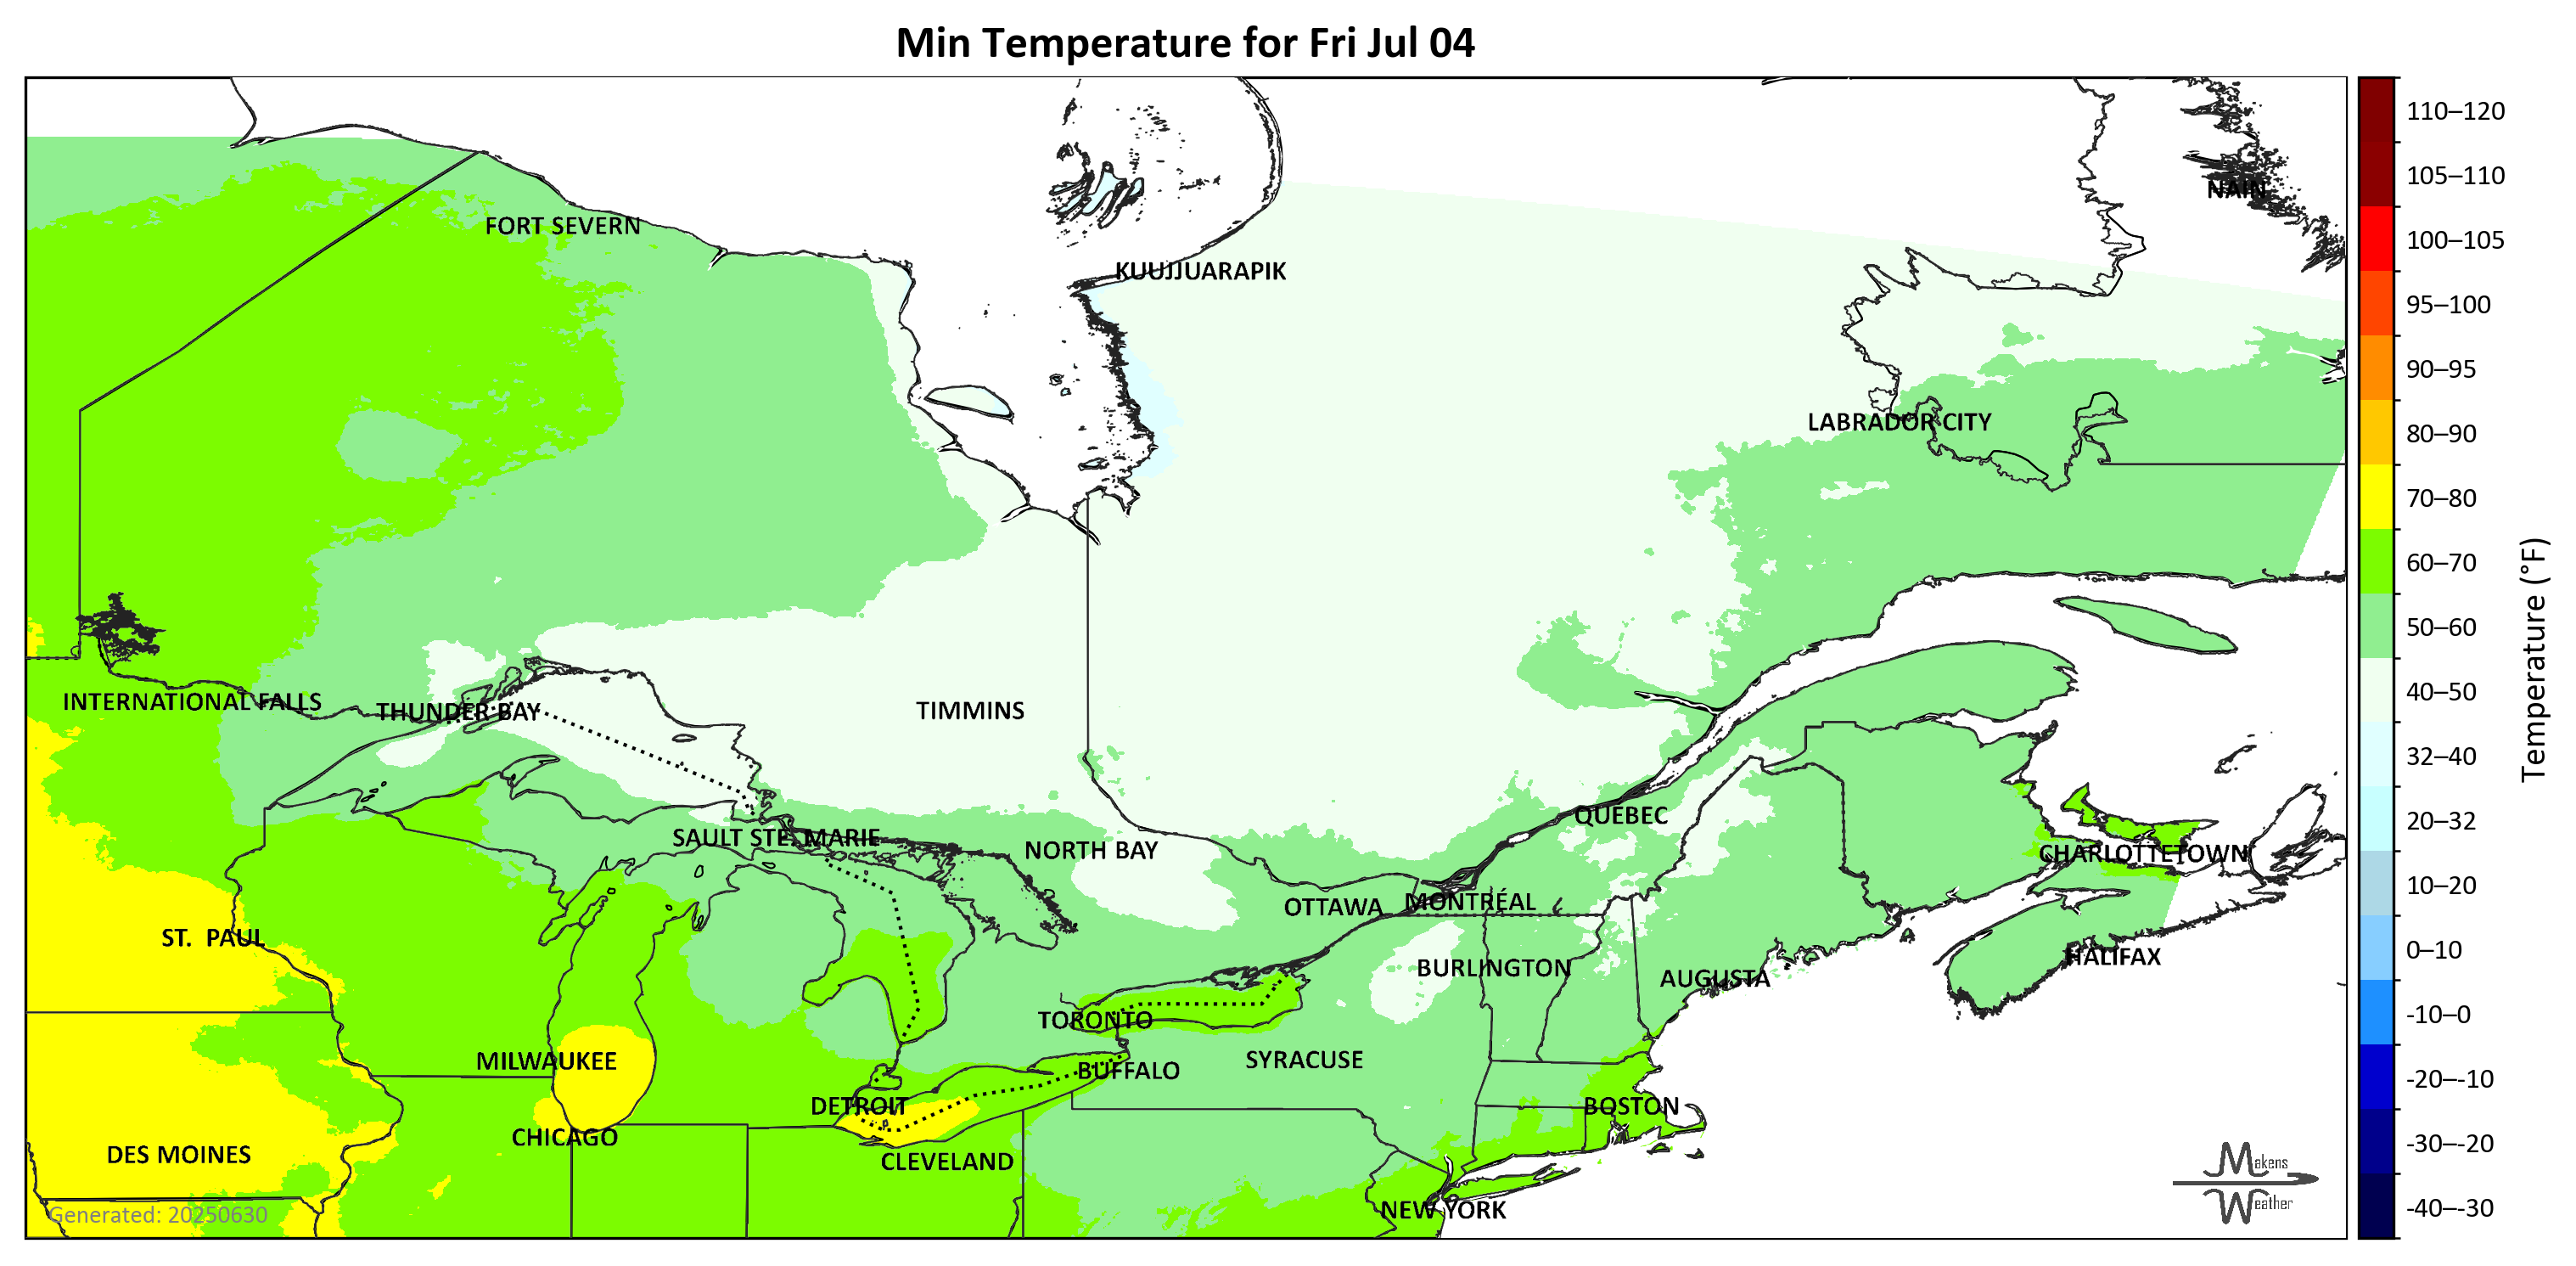 Min Temperature for Fri Jul 04
NAIN
FORT SEVERN
KUUJJUARAPIK
LABRADOR CITY
INTERNATIONAL FALLS
THUNDER BAY
TIMMINS
QUÉBEC
SAULT STE. MARIE
NORTH BAY
CHARLOTTETOWN
OTTAWA
MONTRÉAL
ST. PAUL
HALIFAX
BURLINGTON
AUGUSTA
TORONTO
MILWAUKEE
SYRACUSE
BUFFALO
DETROIT
BOSTON
CHICAGO
DES MOINES
CLEVELAND
NEW YORK
Generated: 20250630
Makens
Weather
110–120
105–110
100–105
95–100
90–95
80–90
70–80
60–70
50–60
40–50
32–40
20–32
10–20
0–10
-10–0
-20–-10
-30–-20
-40–-30
Temperature (°F)